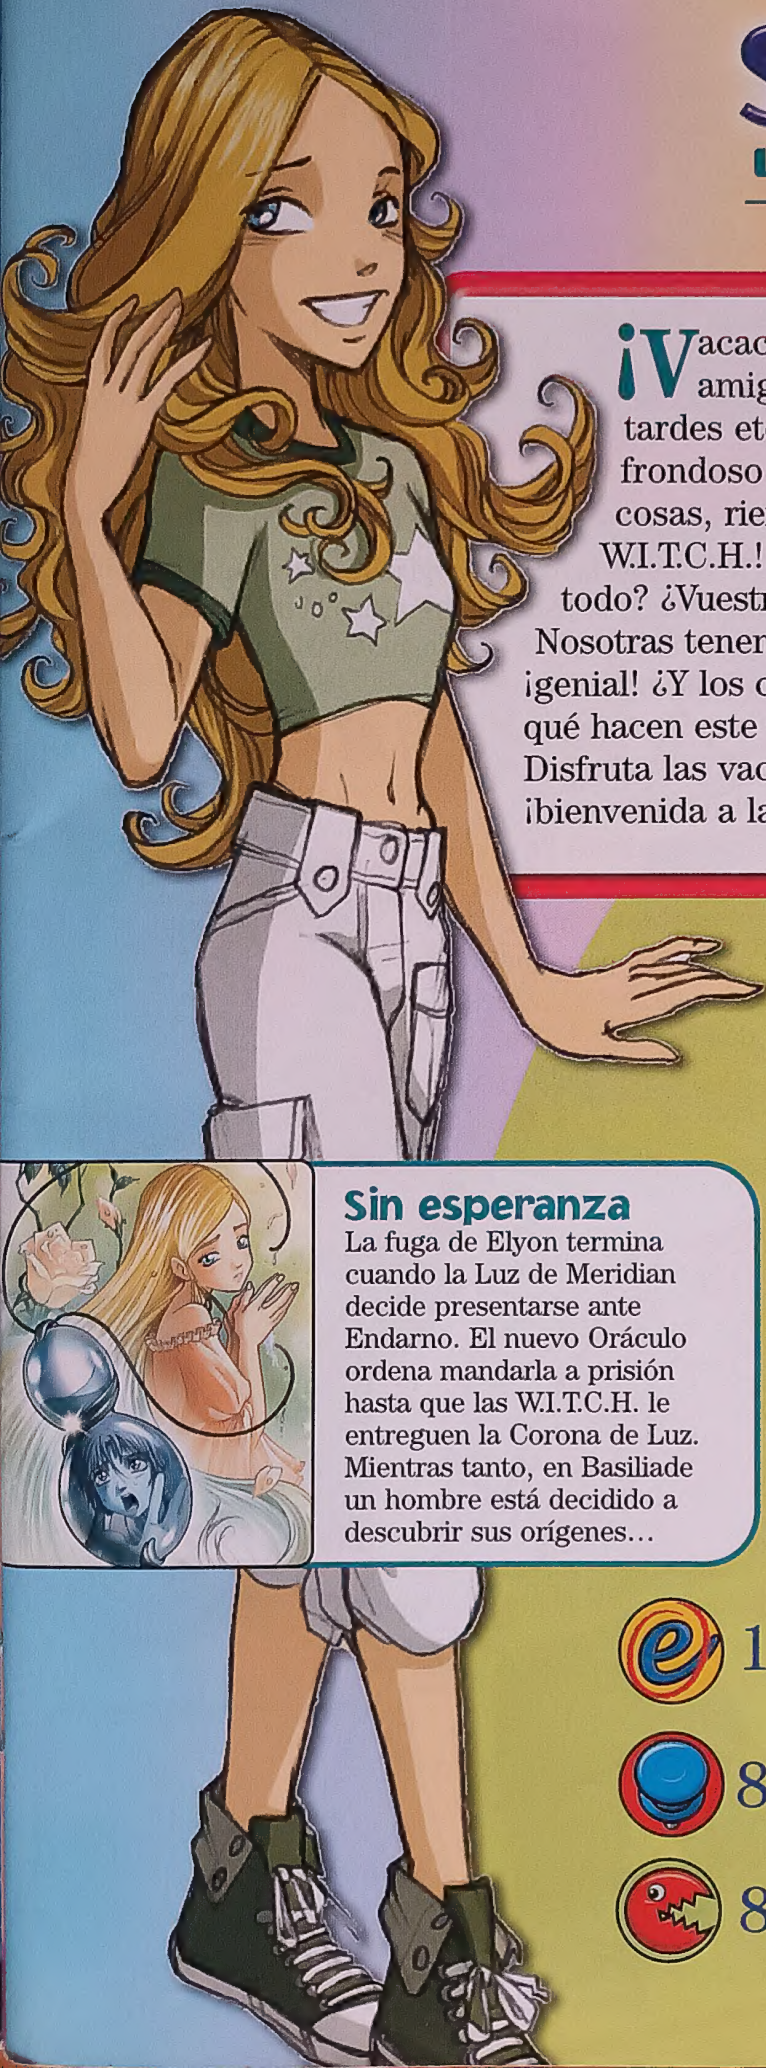 S
¡Vacac
amig
tardes et
frondoso
cosas, rie
W.I.T.C.H.!
todo? ¿Vuestr
Nosotras tener
¡genial! ¿Y los c
qué hacen este
Disfruta las vac
¡bienvenida a la
Sin esperanza
La fuga de Elyon termina
cuando la Luz de Meridian
decide presentarse ante
Endarno. El nuevo Oráculo
ordena mandarla a prisión
hasta que las W.I.T.C.H. le
entreguen la Corona de Luz.
Mientras tanto, en Basiliade
un hombre está decidido a
descubrir sus orígenes...
e 1
8
8